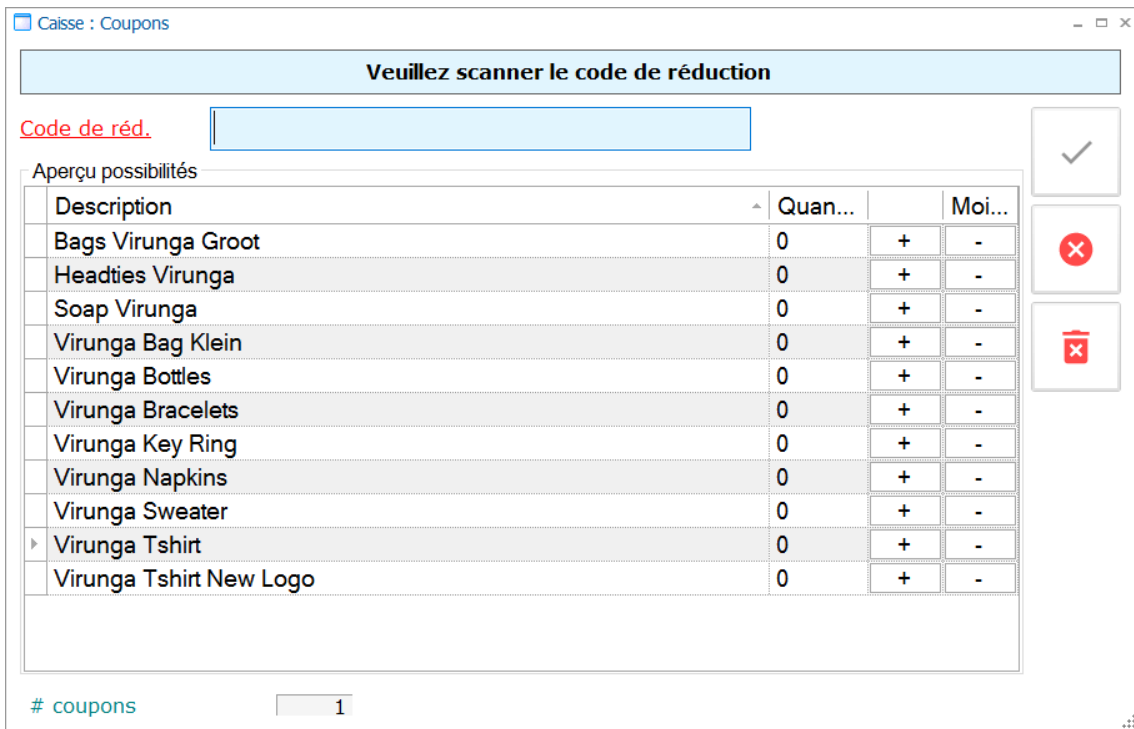 Caisse : Coupons
Veuillez scanner le code de réduction
Code de réd.
Aperçu possibilités
Description Quan... Moi...
Bags Virunga Groot 0 + -
Headties Virunga 0 + -
Soap Virunga 0 + -
Virunga Bag Klein 0 + -
Virunga Bottles 0 + -
Virunga Bracelets 0 + -
Virunga Key Ring 0 + -
Virunga Napkins 0 + -
Virunga Sweater 0 + -
Virunga Tshirt 0 + -
Virunga Tshirt New Logo 0 + -
# coupons 1